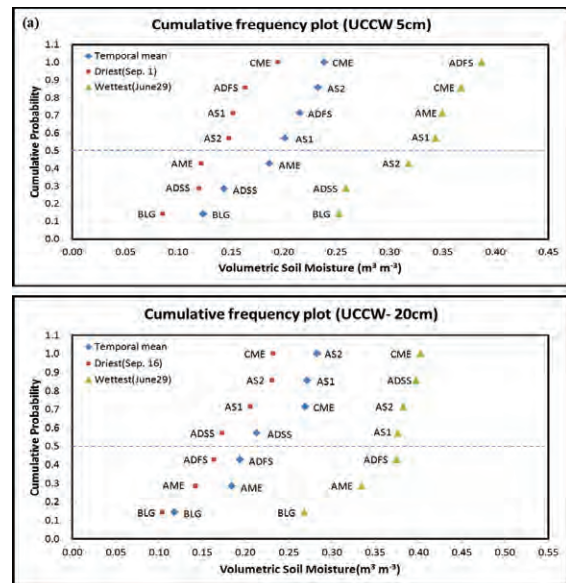 (a)
Cumulative frequency plot (UCCW 5cm)
Cumulative Probability
1.1
1.0
0.9
0.8
0.7
0.6
0.5
0.4
0.3
0.2
0.1
0.0
Temporal mean
Driest(Sep. 1)
Wettest(June29)
CME CME ADFS
ADFS AS2 CME
AS1 ADFS AME
AS2 AS1 AS1
AME AME AS2
ADSS ADSS ADSS
BLG BLG BLG
0.00 0.05 0.10 0.15 0.20 0.25 0.30 0.35 0.40 0.45
Volumetric Soil Moisture (m³ m⁻³)
Cumulative frequency plot (UCCW- 20cm)
Cumulative Probability
1.1
1.0
0.9
0.8
0.7
0.6
0.5
0.4
0.3
0.2
0.1
0.0
Temporal mean
Driest(Sep. 16)
Wettest(June29)
CME AS2 CME
AS2 AS1 ADSS
AS1 CME AS2
ADSS ADSS AS1
ADFS ADFS ADFS
AME AME AME
BLG BLG BLG
0.00 0.05 0.10 0.15 0.20 0.25 0.30 0.35 0.40 0.45 0.50 0.55
Volumetric Soil Moisture(m³ m⁻³)